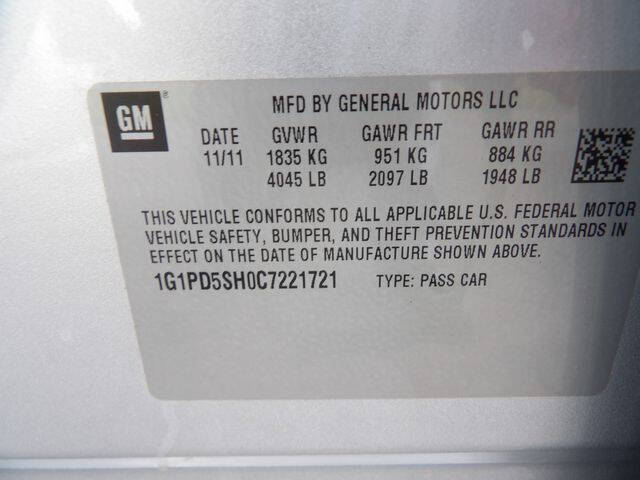 GM ®
MFD BY GENERAL MOTORS LLC
DATE GVWR GAWR FRT GAWR RR
11/11 1835 KG 951 KG 884 KG
4045 LB 2097 LB 1948 LB
THIS VEHICLE CONFORMS TO ALL APPLICABLE U.S. FEDERAL MOTOR
VEHICLE SAFETY, BUMPER, AND THEFT PREVENTION STANDARDS IN
EFFECT ON THE DATE OF MANUFACTURE SHOWN ABOVE.
1G1PD5SH0C7221721 TYPE: PASS CAR